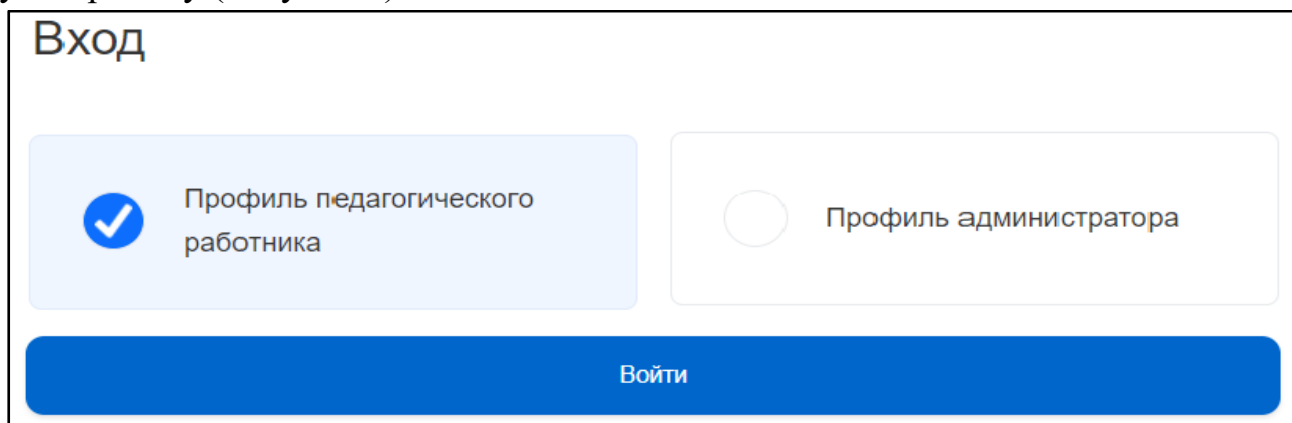 Вход
Профиль педагогического
работника
Профиль администратора
Войти